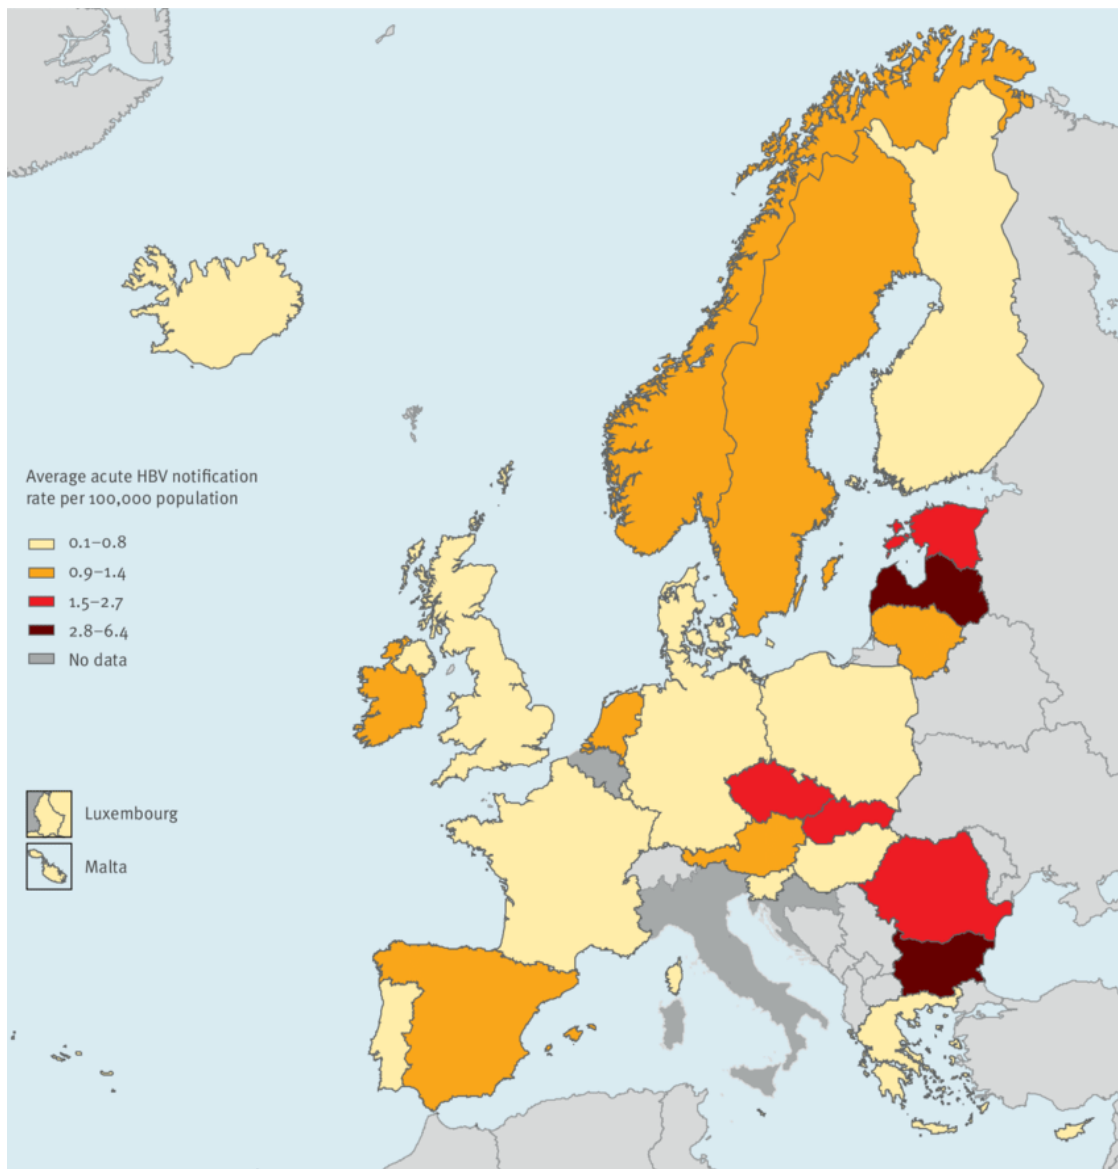 Average acute HBV notification
rate per 100,000 population
0.1–0.8
0.9–1.4
1.5–2.7
2.8–6.4
No data
Luxembourg
Malta